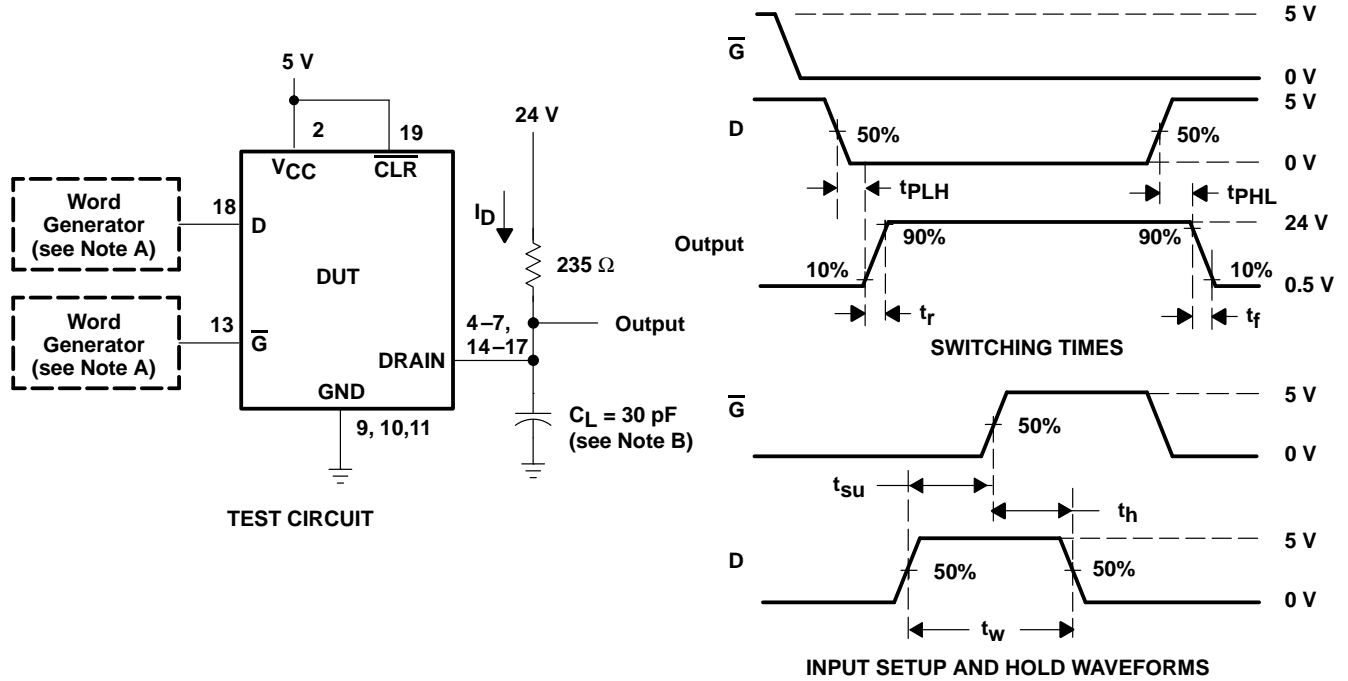 5 V
2
19
VCC
CLR
24 V
Word
Generator
(see Note A)
18
D
ID
235 Ω
DUT
Word
Generator
(see Note A)
13
G
4–7,
14–17
Output
DRAIN
GND
9, 10,11
CL = 30 pF
(see Note B)
TEST CIRCUIT
5 V
G
0 V
5 V
D
50%
50%
0 V
tPLH
tPHL
24 V
Output
90%
90%
10%
10%
0.5 V
tr
tf
SWITCHING TIMES
5 V
G
50%
0 V
tsu
th
5 V
D
50%
50%
0 V
tw
INPUT SETUP AND HOLD WAVEFORMS